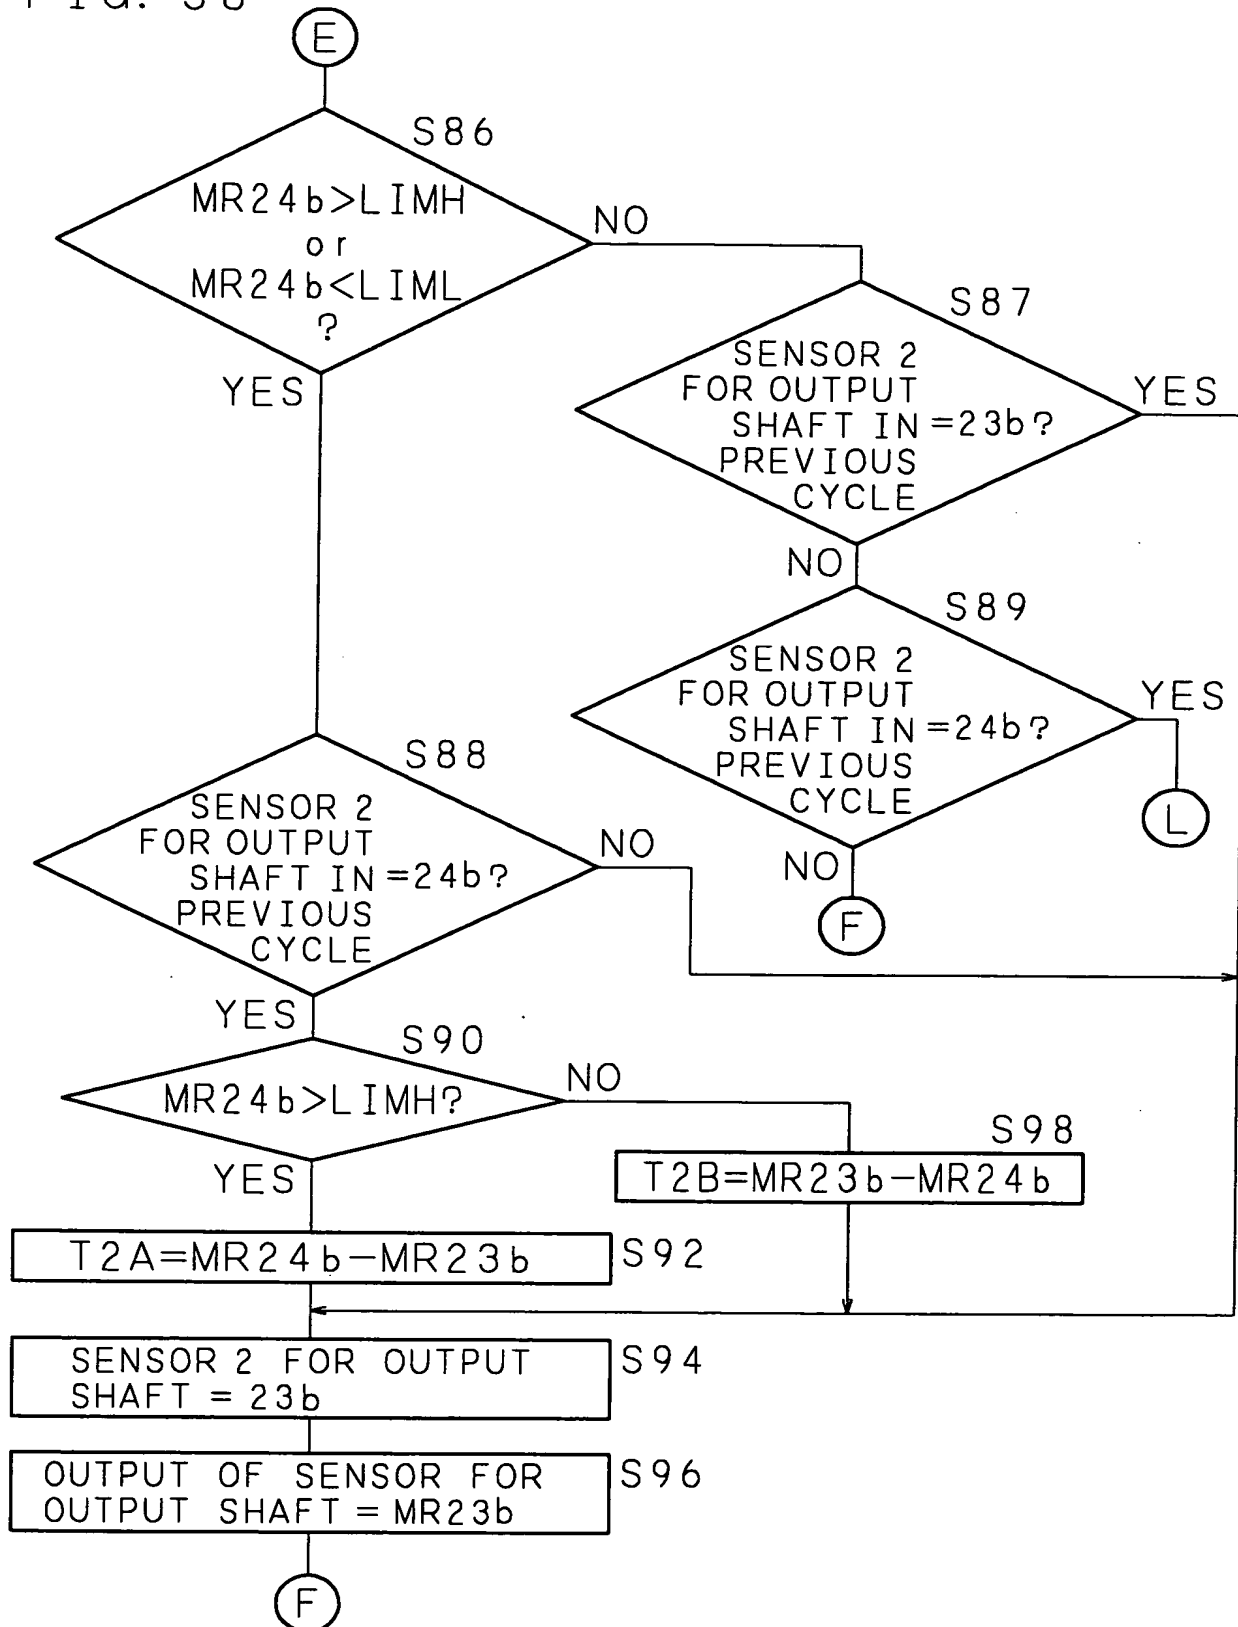 E
S86
MR24b>LIMH
or
MR24b<LIML
?
NO
YES
S87
SENSOR 2
FOR OUTPUT
SHAFT IN =23b?
PREVIOUS
CYCLE
YES
NO
S89
SENSOR 2
FOR OUTPUT
SHAFT IN =24b?
PREVIOUS
CYCLE
YES
L
NO
F
S88
SENSOR 2
FOR OUTPUT
SHAFT IN =24b?
PREVIOUS
CYCLE
NO
YES
S90
MR24b>LIMH?
NO
YES
S98
T2B=MR23b-MR24b
T2A=MR24b-MR23b
S92
SENSOR 2 FOR OUTPUT
SHAFT = 23b
S94
OUTPUT OF SENSOR FOR
OUTPUT SHAFT = MR23b
S96
F